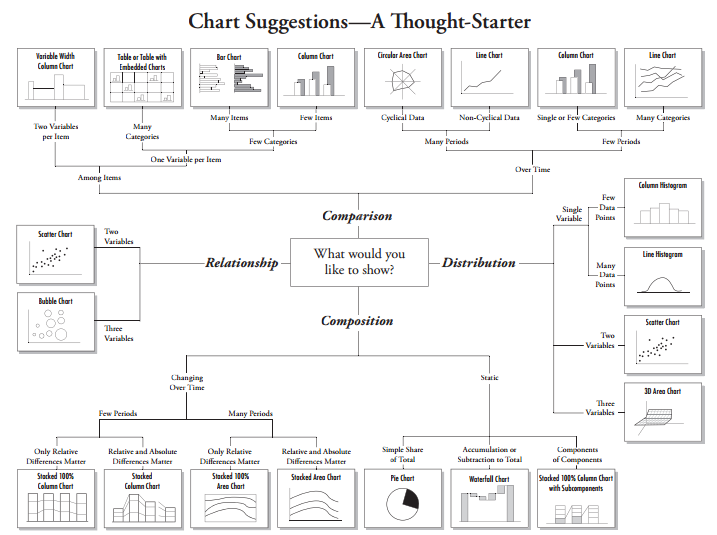 Chart Suggestions—A Thought-Starter
Variable Width
Column Chart
Table or Table with
Embedded Charts
Bar Chart
Column Chart
Circular Area Chart
Line Chart
Column Chart
Line Chart
Two Variables
per Item
Many
Categories
Many Items
Few Items
Cyclical Data
Non-Cyclical Data
Single or Few Categories
Many Categories
Few Categories
Many Periods
Few Periods
One Variable per Item
Among Items
Over Time
Comparison
What would you
like to show?
Relationship
Scatter Chart
Two
Variables
Bubble Chart
Three
Variables
Distribution
Single
Variable
Few
Data
Points
Column Histogram
Many
Data
Points
Line Histogram
Two
Variables
Scatter Chart
Three
Variables
3D Area Chart
Composition
Changing
Over Time
Static
Few Periods
Many Periods
Only Relative
Differences Matter
Relative and Absolute
Differences Matter
Only Relative
Differences Matter
Relative and Absolute
Differences Matter
Simple Share
of Total
Accumulation or
Subtraction to Total
Components
of Components
Stacked 100%
Column Chart
Stacked
Column Chart
Stacked 100%
Area Chart
Stacked Area Chart
Pie Chart
Waterfall Chart
Stacked 100% Column Chart
with Subcomponents